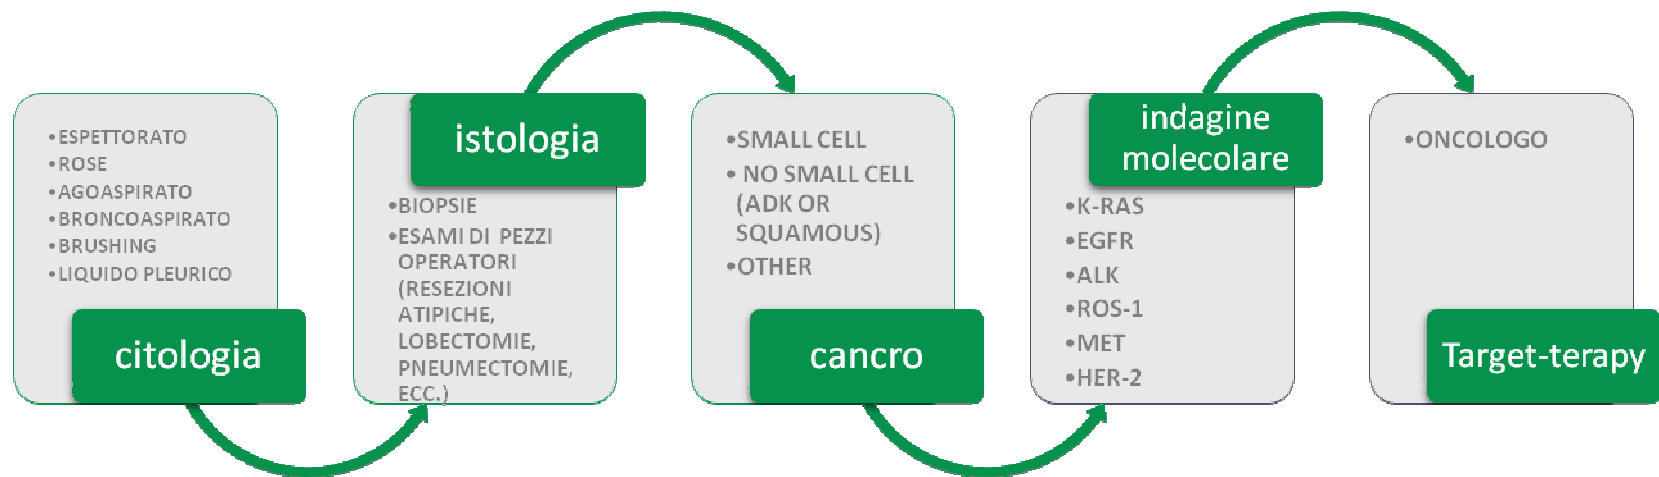 •ESPETTORATO
•ROSE
•AGOASPIRATO
•BRONCOASPIRATO
•BRUSHING
•LIQUIDO PLEURICO
citologia
istologia
•BIOPSIE
•ESAMI DI PEZZI
OPERATORI
(RESEZIONI
ATIPICHE,
LOBECTOMIE,
PNEUMECTOMIE,
ECC.)
•SMALL CELL
• NO SMALL CELL
(ADK OR
SQUAMOUS)
•OTHER
cancro
indagine
molecolare
•K-RAS
•EGFR
•ALK
•ROS-1
•MET
•HER-2
•ONCOLOGO
Target-terapy